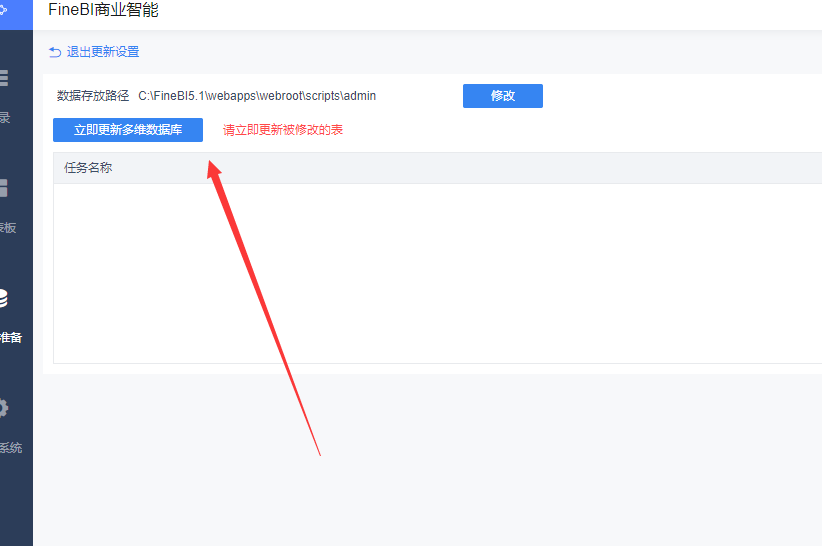 FineBI商业智能
退出更新设置
数据存放路径 C:\FineBI5.1\webapps\webroot\scripts\admin 修改
立即更新多维数据库 请立即更新被修改的表
任务名称
录
板
准备
系统